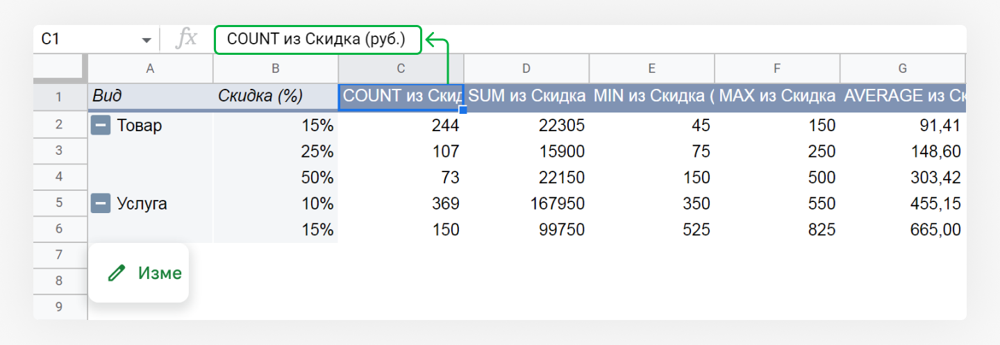 C1 fx COUNT из Скидка (руб.)
A B C D E F G
1 Вид Скидка (%) COUNT из Скид SUM из Скидка MIN из Скидка ( MAX из Скидка AVERAGE из Ск
2 Товар 15% 244 22305 45 150 91,41
3 25% 107 15900 75 250 148,60
4 50% 73 22150 150 500 303,42
5 Услуга 10% 369 167950 350 550 455,15
6 15% 150 99750 525 825 665,00
7
Изме
8
9